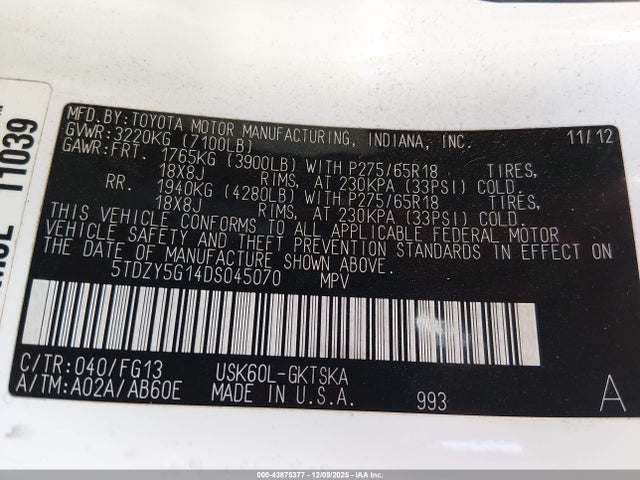 MFD.BY:TOYOTA MOTOR MANUFACTURING, INDIANA, INC. 11/12
GVWR:3220KG (7100LB)
GAWR:FRT. 1765KG (3900LB) WITH P275/65R18 TIRES,
18X8J RIMS, AT 230KPA (33PSI) COLD.
RR. 1940KG (4280LB) WITH P275/65R18 TIRES,
18X8J RIMS, AT 230KPA (33PSI) COLD.
THIS VEHICLE CONFORMS TO ALL APPLICABLE FEDERAL MOTOR
VEHICLE SAFETY AND THEFT PREVENTION STANDARDS IN EFFECT ON
THE DATE OF MANUFACTURE SHOWN ABOVE.
5TDZY5G14DS045070 MPV
C/TR:040/FG13 USK60L-GKTSKA
A/TM:A02A/AB60E MADE IN U.S.A. 993 A
11039
000-43875377 - 12/09/2025 - IAA Inc.